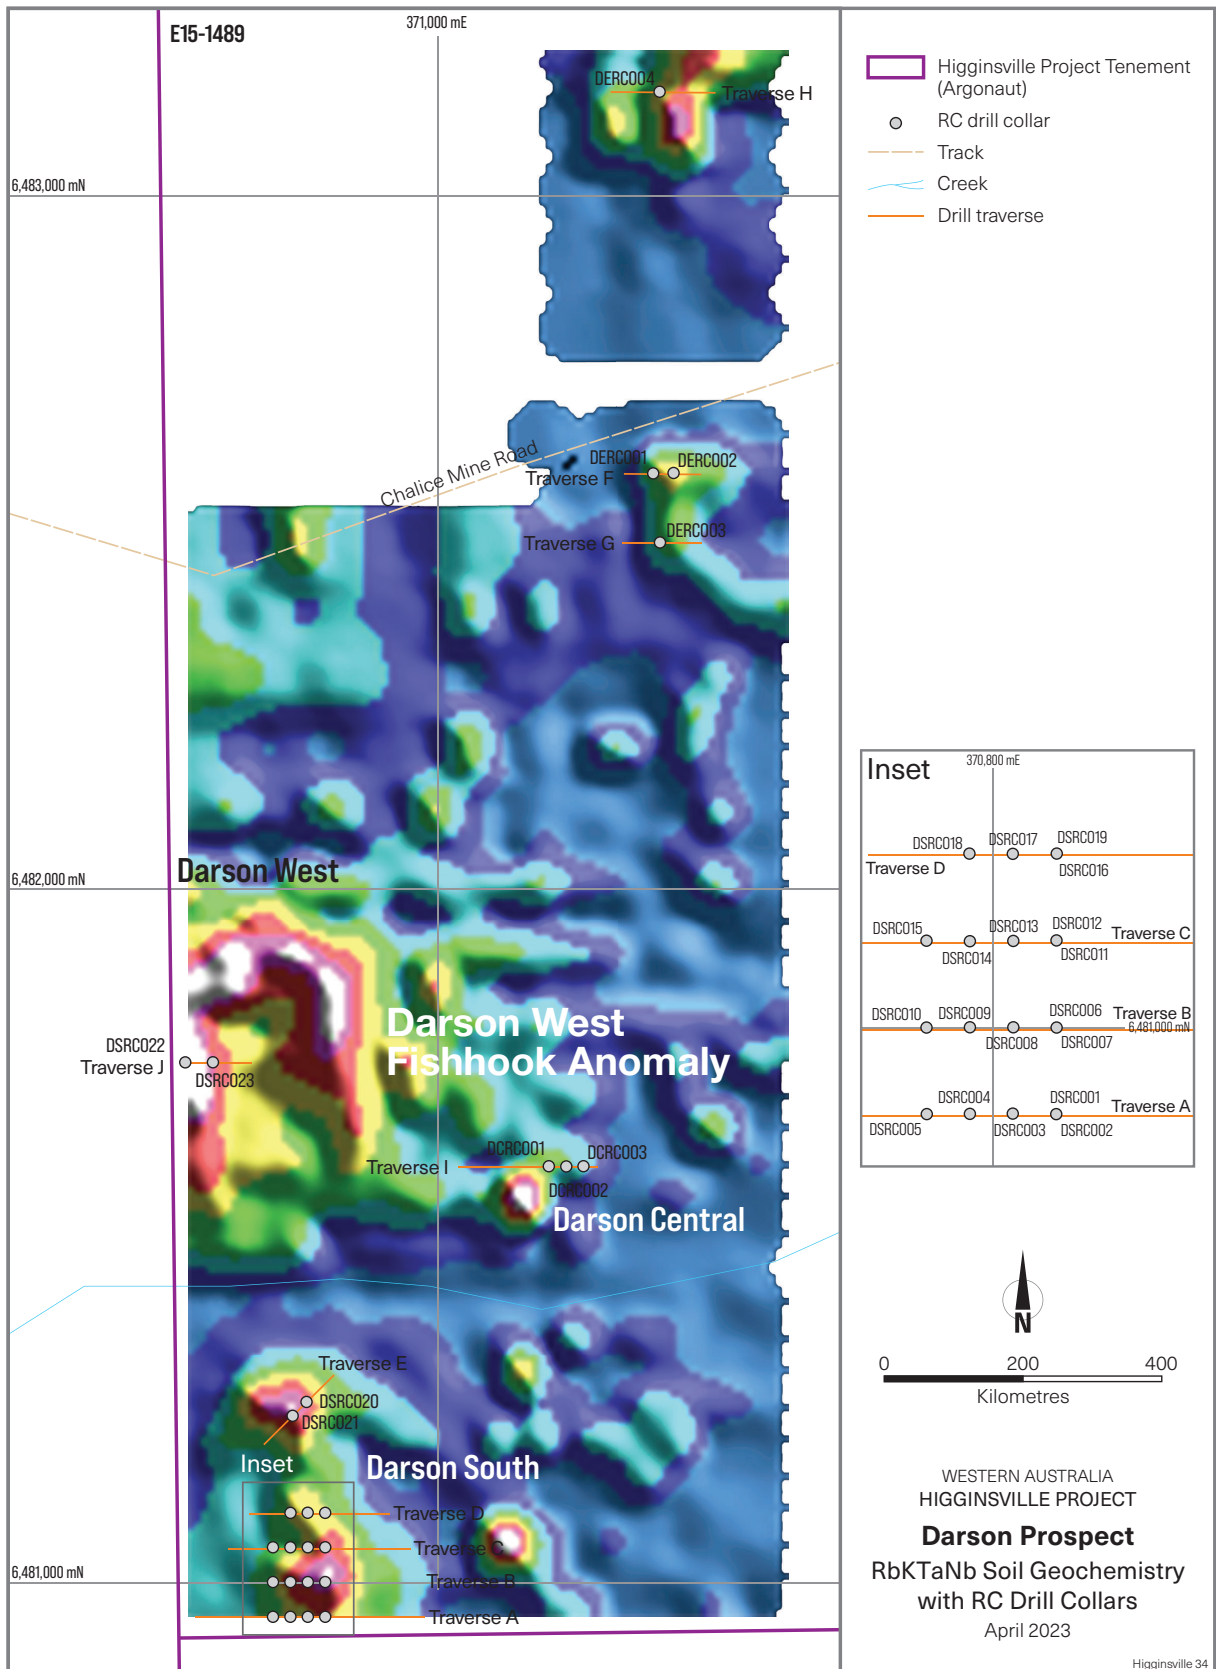 E15-1489
371,000 mE
DERC004
Traverse H
6,483,000 mN
Chalice Mine Road
DERC001
DERC002
Traverse F
DERC003
Traverse G
Darson West
6,482,000 mN
Darson West
Fishhook Anomaly
DSRC022
Traverse J
DSRC023
DCRC001
DCRC003
Traverse I
DCRC002
Darson Central
Traverse E
DSRC020
DSRC021
Inset
Darson South
Traverse D
Traverse C
6,481,000 mN
Traverse B
Traverse A
Higginsville Project Tenement
(Argonaut)
RC drill collar
Track
Creek
Drill traverse
Inset
370,800 mE
DSRC018
DSRC017
DSRC019
Traverse D
DSRC016
DSRC015
DSRC013
DSRC012
Traverse C
DSRC014
DSRC011
DSRC010
DSRC009
DSRC006
Traverse B
6,481,000 mN
DSRC008
DSRC007
DSRC004
DSRC001
Traverse A
DSRC005
DSRC003
DSRC002
N
0 200 400
Kilometres
WESTERN AUSTRALIA
HIGGINSVILLE PROJECT
Darson Prospect
RbKTaNb Soil Geochemistry
with RC Drill Collars
April 2023
Higginsville 34